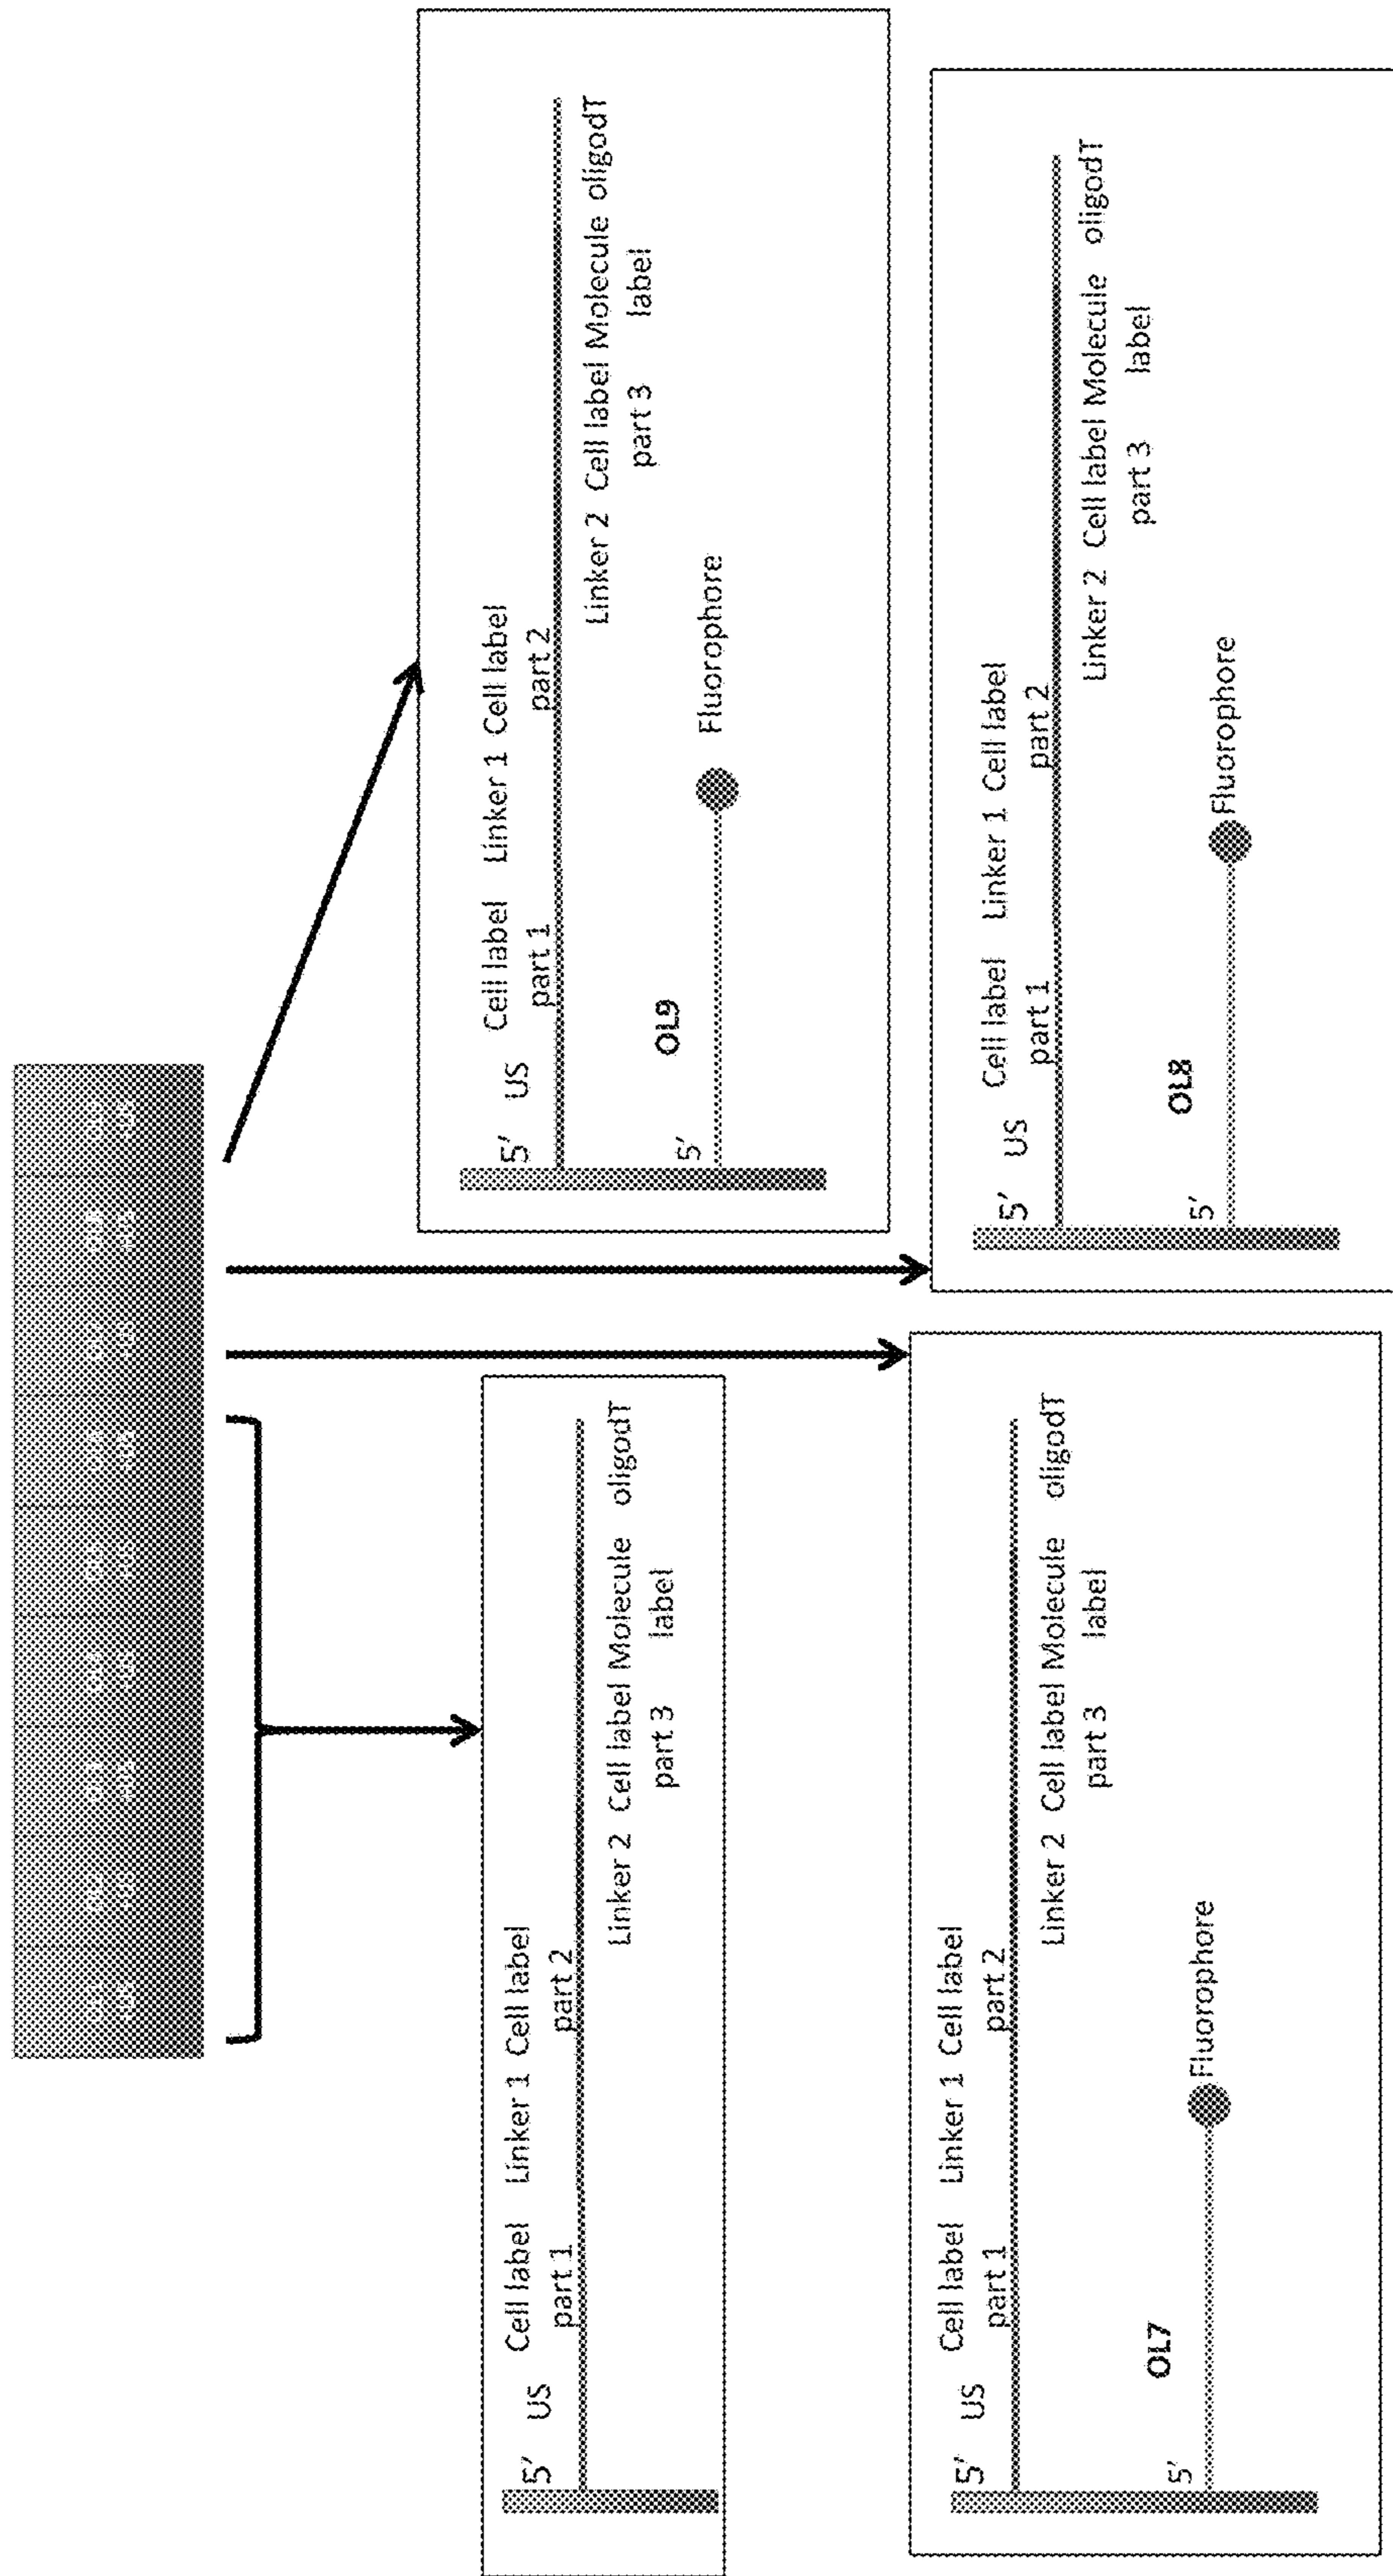 5′ US Cell label Linker 1 Cell label
part 1 part 2
Linker 2 Cell label Molecule oligodT
part 3 label
5′ US Cell label Linker 1 Cell label
part 1 part 2
Linker 2 Cell label Molecule oligodT
part 3 label
OL9
5′ Fluorophore
5′ US Cell label Linker 1 Cell label
part 1 part 2
Linker 2 Cell label Molecule oligodT
part 3 label
OL7
5′ Fluorophore
5′ US Cell label Linker 1 Cell label
part 1 part 2
Linker 2 Cell label Molecule oligodT
part 3 label
OL8
5′ Fluorophore